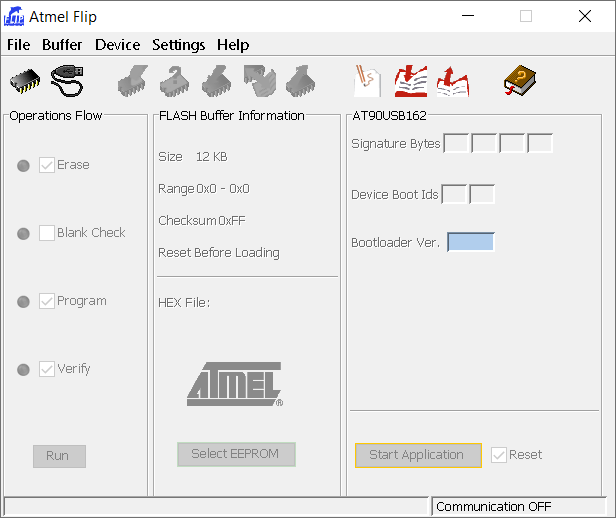 FLIP
Atmel Flip
File Buffer Device Settings Help
Operations Flow
Erase
Blank Check
Program
Verify
Run
FLASH Buffer Information
Size 12 KB
Range 0x0 - 0x0
Checksum 0xFF
Reset Before Loading
HEX File:
ATMEL®
Select EEPROM
AT90USB162
Signature Bytes
Device Boot Ids
Bootloader Ver.
Start Application
Reset
Communication OFF